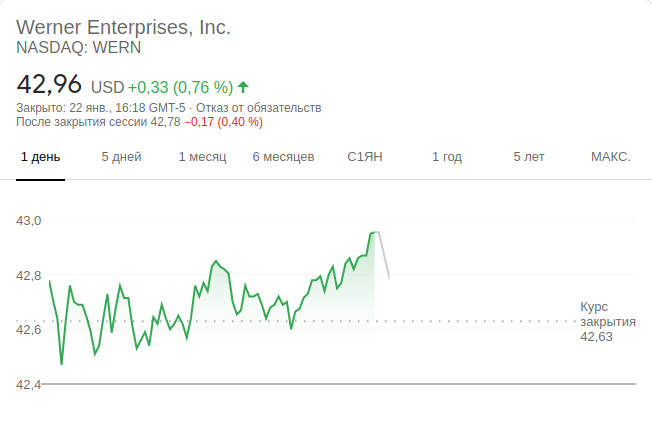 Werner Enterprises, Inc.
NASDAQ: WERN
42,96 USD +0,33 (0,76 %)
Закрыто: 22 янв., 16:18 GMT-5 · Отказ от обязательств
После закрытия сессии 42,78 −0,17 (0,40 %)
1 день 5 дней 1 месяц 6 месяцев С1ЯН 1 год 5 лет МАКС.
43,0
42,8
42,6
42,4
Курс
закрытия
42,63